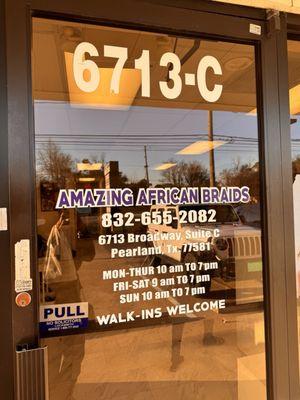 6713-C
AMAZING AFRICAN BRAIDS
832-655-2082
6713 Broadway, Suite C
Pearland, Tx-77581
MON-THUR 10 am TO 7 pm
FRI-SAT 9 am TO 7 pm
SUN 10 am TO 7 pm
WALK-INS WELCOME
PULL
NO SOLICITORS